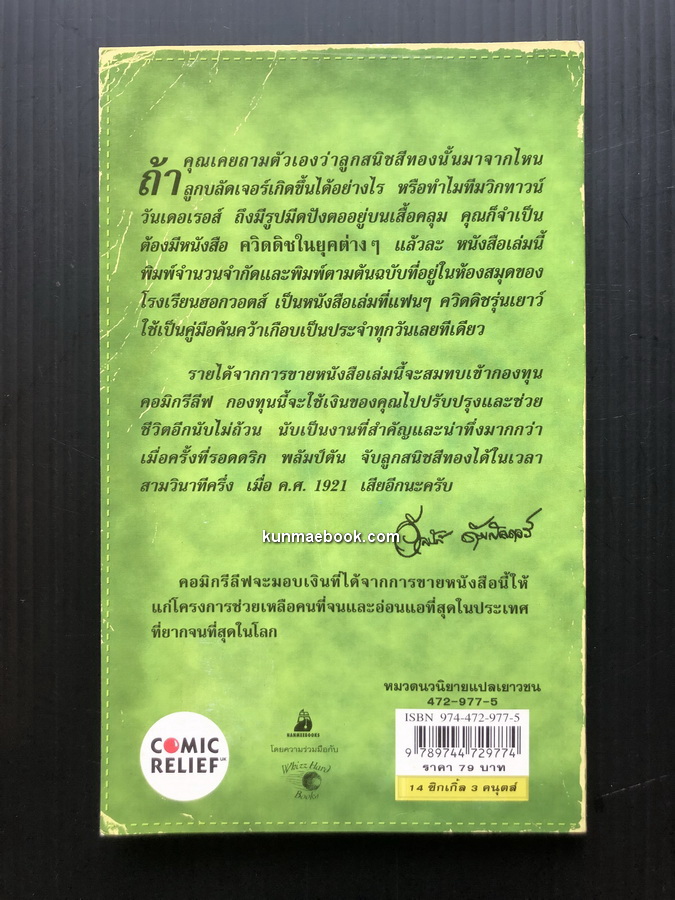 ถ้าคุณเคยถามตัวเองว่าลูกสนิชสีทองนั้นมาจากไหน
ลูกบลัดเจอร์เกิดขึ้นได้อย่างไร หรือทำไมทีมวิกทาวน์
วันเดอเรอส์ ถึงมีรูปมีดปังตออยู่บนเสื้อคลุม คุณก็จำเป็น
ต้องมีหนังสือ ควิดดิชในยุคต่างๆ แล้วละ หนังสือเล่มนี้
พิมพ์จำนวนจำกัดและพิมพ์ตามต้นฉบับที่อยู่ในห้องสมุดของ
โรงเรียนฮอกวอตส์ เป็นหนังสือเล่มที่แฟนๆ ควิดดิชรุ่นเยาว์
ใช้เป็นคู่มือค้นคว้าเกือบเป็นประจำทุกวันเลยทีเดียว
รายได้จากการขายหนังสือเล่มนี้จะสมทบเข้ากองทุน
คอมิกรีลีฟ กองทุนนี้จะใช้เงินของคุณไปปรับปรุงและช่วย
ชีวิตอีกนับไม่ถ้วน นับเป็นงานที่สำคัญและน่าทึ่งมากกว่า
เมื่อครั้งที่รอดดริก พลัมป์ตัน จับลูกสนิชสีทองได้ในเวลา
สามวินาทีครึ่ง เมื่อ ค.ศ. 1921 เสียอีกนะครับ
kunmaebook.com
คอมิกรีลีฟจะมอบเงินที่ได้จากการขายหนังสือนี้ให้
แก่โครงการช่วยเหลือคนที่จนและอ่อนแอที่สุดในประเทศ
ที่ยากจนที่สุดในโลก
หมวดนวนิยายแปลเยาวชน
472-977-5
ISBN 974-472-977-5
9 789744 729774
ราคา 79 บาท
14 ซิกเกิ้ล 3 คนุตส์
COMIC
RELIEF UK
NANMEEBOOKS
โดยความร่วมมือกับ
Whizz Hard
Books